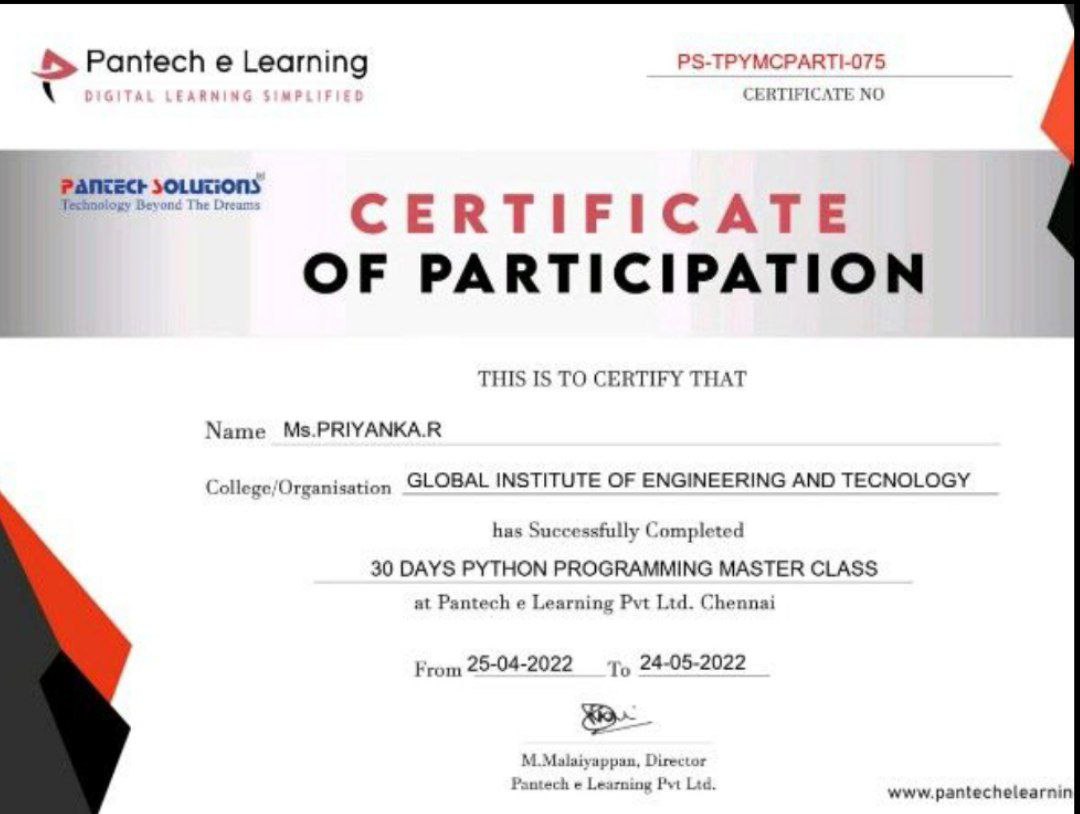 Pantech e Learning
DIGITAL LEARNING SIMPLIFIED
PS-TPYMCPARTI-075
CERTIFICATE NO
PANTECH SOLUTIONS®
Technology Beyond The Dreams
CERTIFICATE
OF PARTICIPATION
THIS IS TO CERTIFY THAT
Name Ms.PRIYANKA.R
College/Organisation GLOBAL INSTITUTE OF ENGINEERING AND TECNOLOGY
has Successfully Completed
30 DAYS PYTHON PROGRAMMING MASTER CLASS
at Pantech e Learning Pvt Ltd. Chennai
From 25-04-2022 To 24-05-2022
M.Malaiyappan, Director
Pantech e Learning Pvt Ltd.
www.pantechelearnin